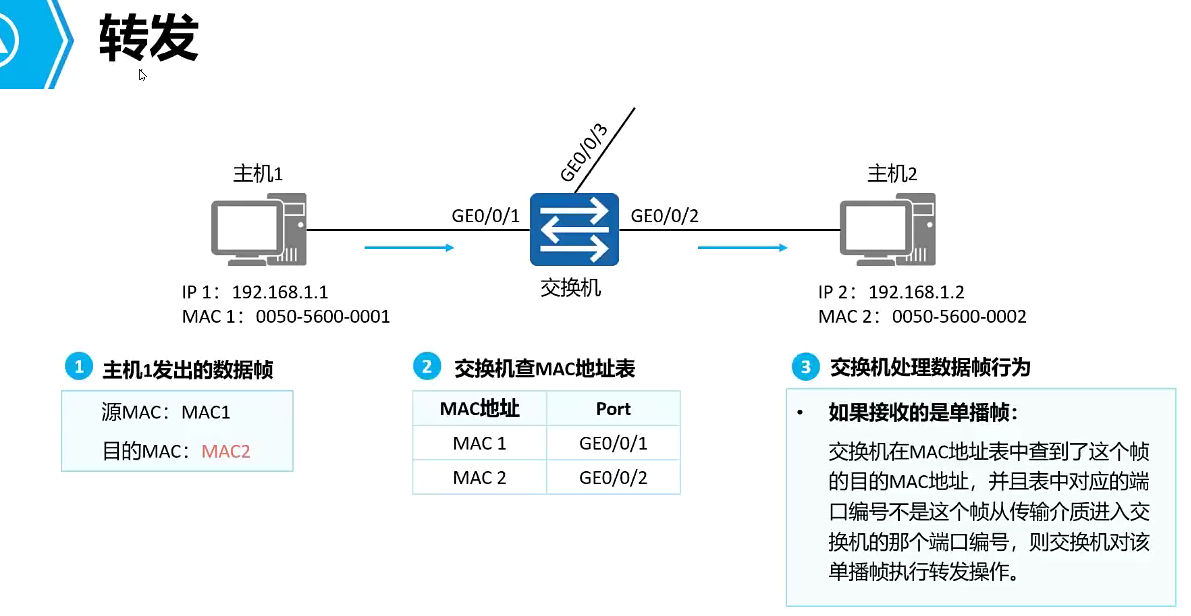 转发
GE0/0/3
主机1
主机2
GE0/0/1
GE0/0/2
交换机
IP 1：192.168.1.1
MAC 1：0050-5600-0001
IP 2：192.168.1.2
MAC 2：0050-5600-0002
1 主机1发出的数据帧
源MAC：MAC1
目的MAC：MAC2
2 交换机查MAC地址表
MAC地址 Port
MAC 1 GE0/0/1
MAC 2 GE0/0/2
3 交换机处理数据帧行为
• 如果接收的是单播帧：
交换机在MAC地址表中查到了这个帧
的目的MAC地址，并且表中对应的端
口编号不是这个帧从传输介质进入交
换机的那个端口编号，则交换机对该
单播帧执行转发操作。